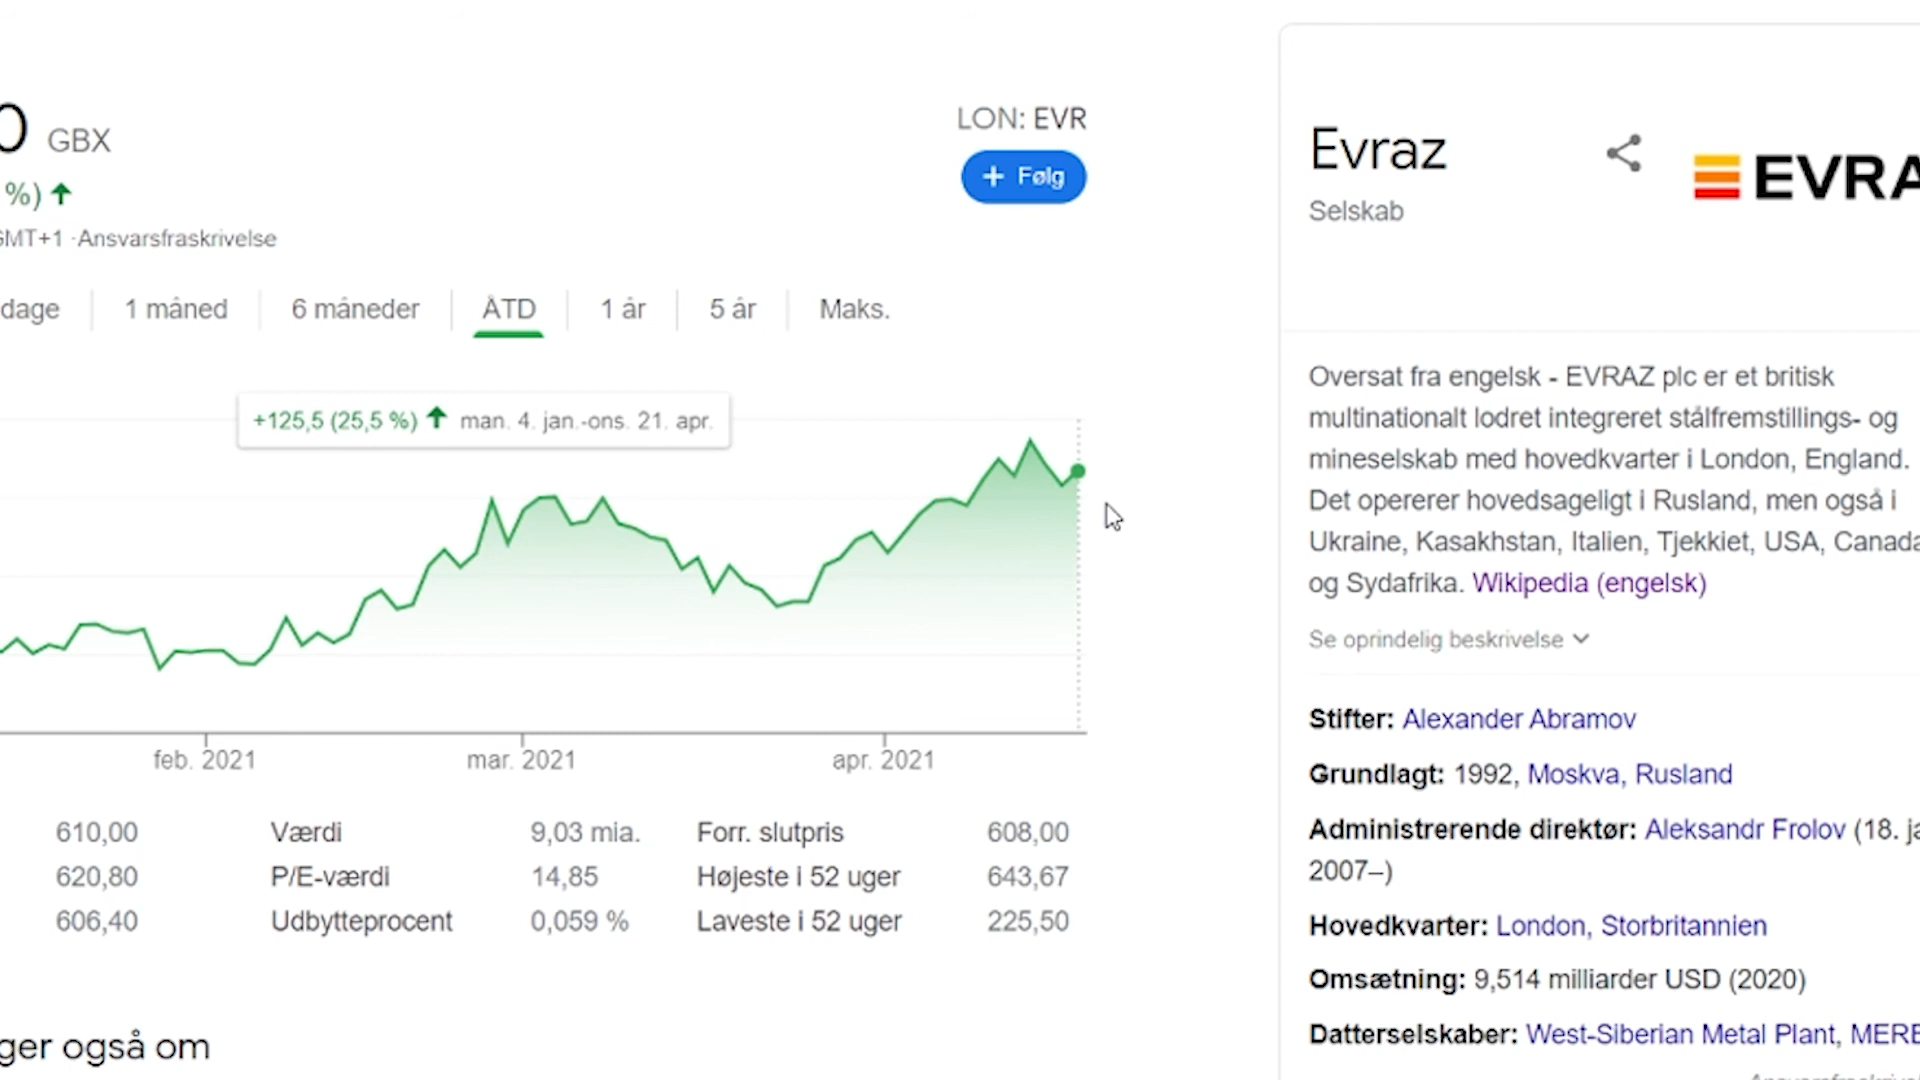 0 GBX
%)
GMT+1 · Ansvarsfraskrivelse
LON: EVR
+ Følg
dage
1 måned
6 måneder
ÅTD
1 år
5 år
Maks.
+125,5 (25,5 %) man. 4. jan.-ons. 21. apr.
feb. 2021
mar. 2021
apr. 2021
610,00 Værdi 9,03 mia. Forr. slutpris 608,00
620,80 P/E-værdi 14,85 Højeste i 52 uger 643,67
606,40 Udbytteprocent 0,059 % Laveste i 52 uger 225,50
ger også om
Evraz
Selskab
EVRA
Oversat fra engelsk - EVRAZ plc er et britisk
multinationalt lodret integreret stålfremstillings- og
mineselskab med hovedkvarter i London, England.
Det opererer hovedsageligt i Rusland, men også i
Ukraine, Kasakhstan, Italien, Tjekkiet, USA, Canada
og Sydafrika. Wikipedia (engelsk)
Se oprindelig beskrivelse
Stifter: Alexander Abramov
Grundlagt: 1992, Moskva, Rusland
Administrerende direktør: Aleksandr Frolov (18. ja
2007–)
Hovedkvarter: London, Storbritannien
Omsætning: 9,514 milliarder USD (2020)
Datterselskaber: West-Siberian Metal Plant, MERE